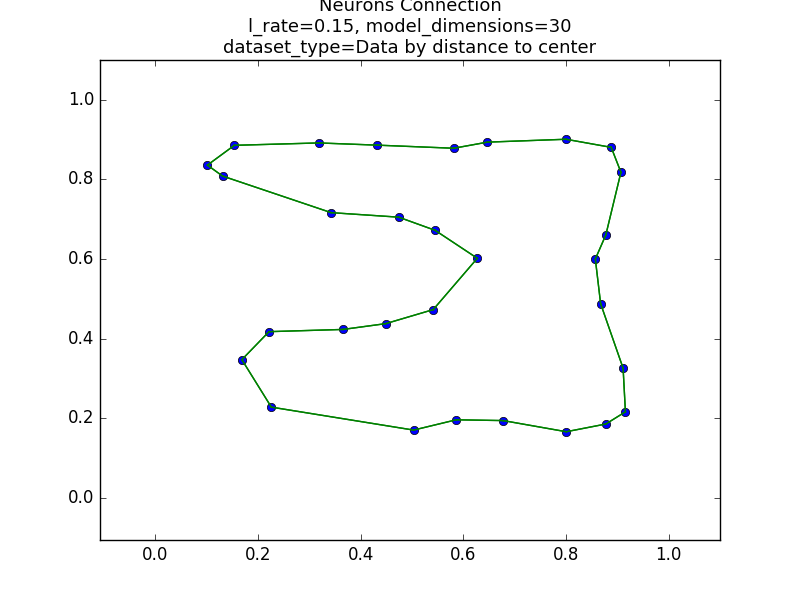 Neurons Connection
l_rate=0.15, model_dimensions=30
dataset_type=Data by distance to center
1.0
0.8
0.6
0.4
0.2
0.0
0.0 0.2 0.4 0.6 0.8 1.0